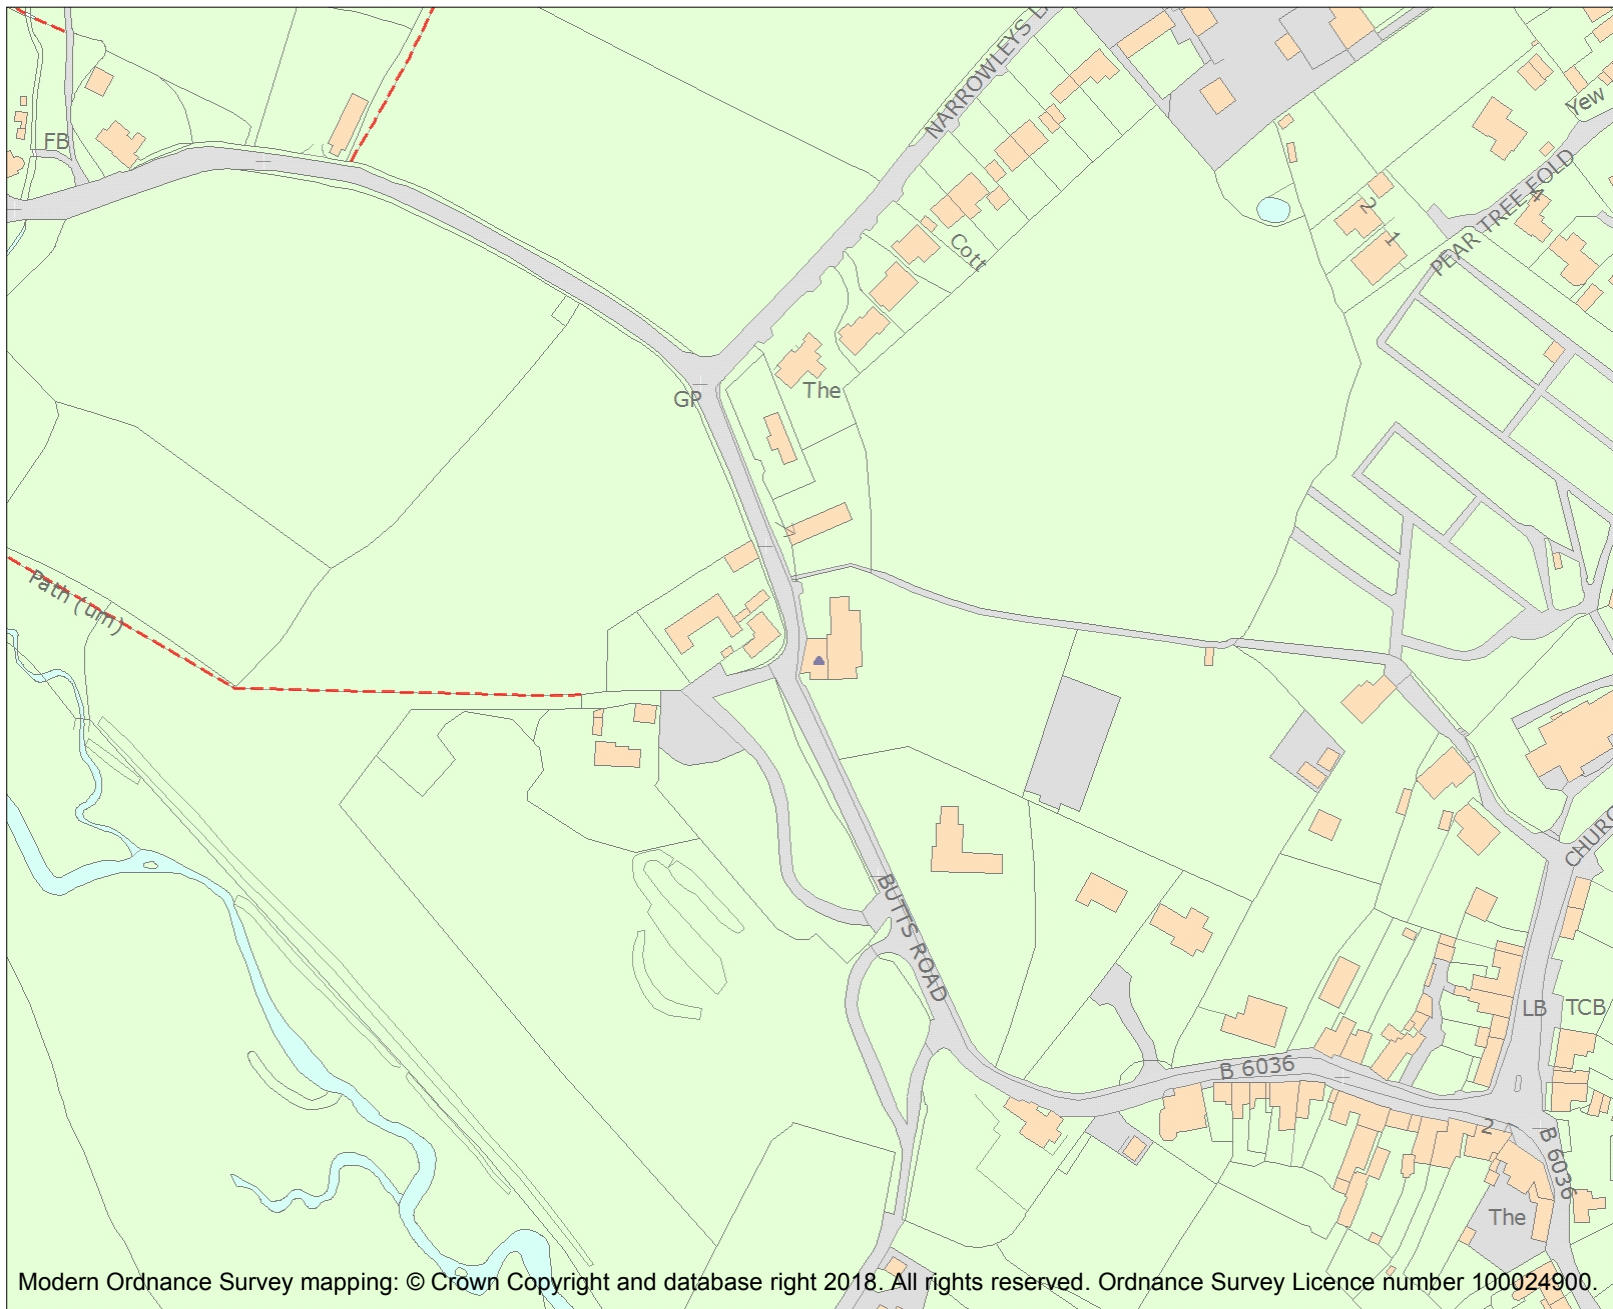 NARROWLEYS L
Yew
FB
PEAR TREE FOLD
4
2
1
Cott
The
GP
Path (um)
CHURC
BUTTS ROAD
LB
TCB
B 6036
2
B 6036
The
Modern Ordnance Survey mapping: © Crown Copyright and database right 2018. All rights reserved. Ordnance Survey Licence number 100024900.